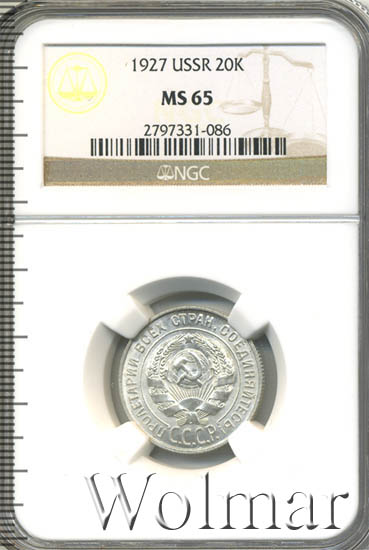 1927 USSR 20K
MS 65
2797331-086
NGC
ПРОЛЕТАРИИ ВСЕХ СТРАН, СОЕДИНЯЙТЕСЬ!
С.С.С.Р.
Wolmar